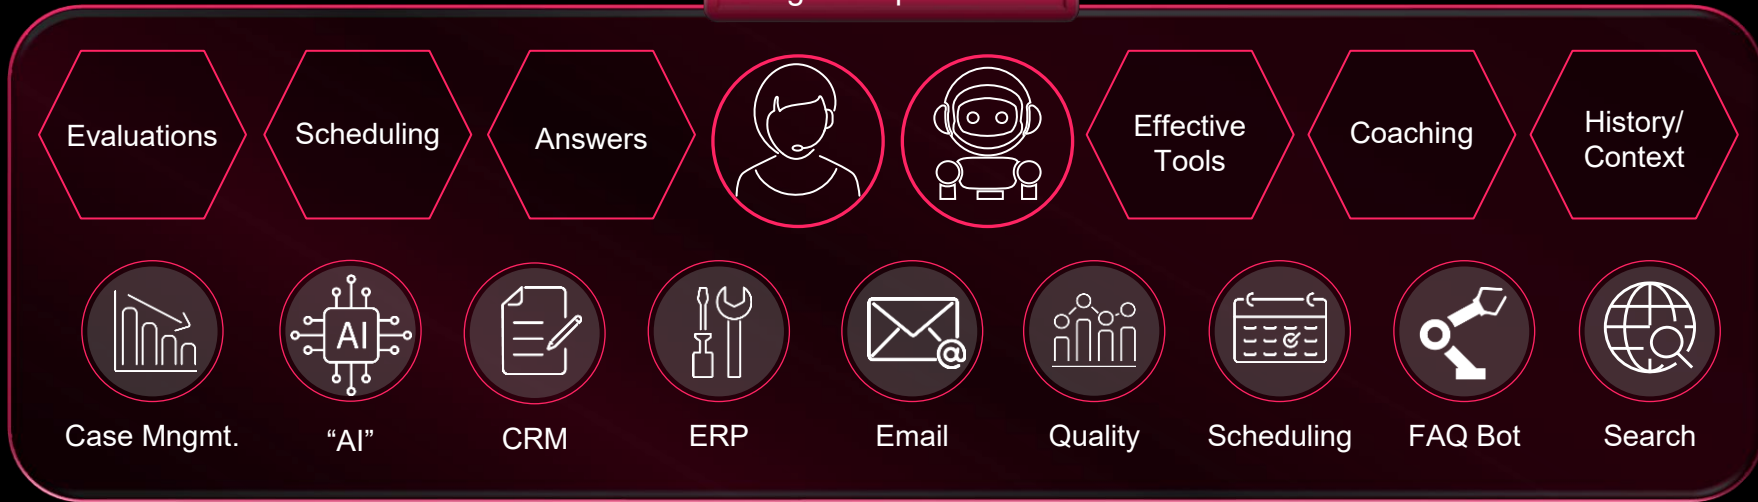 Evaluations
Scheduling
Answers
Effective
Tools
Coaching
History/
Context
AI
@
Case Mngmt.
“AI”
CRM
ERP
Email
Quality
Scheduling
FAQ Bot
Search